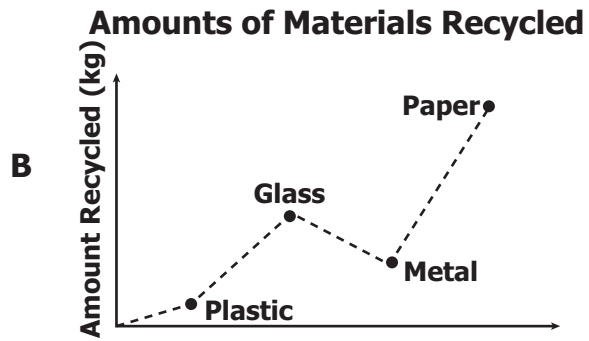 Amounts of Materials Recycled
B
Amount Recycled (kg)
Paper
Glass
Metal
Plastic